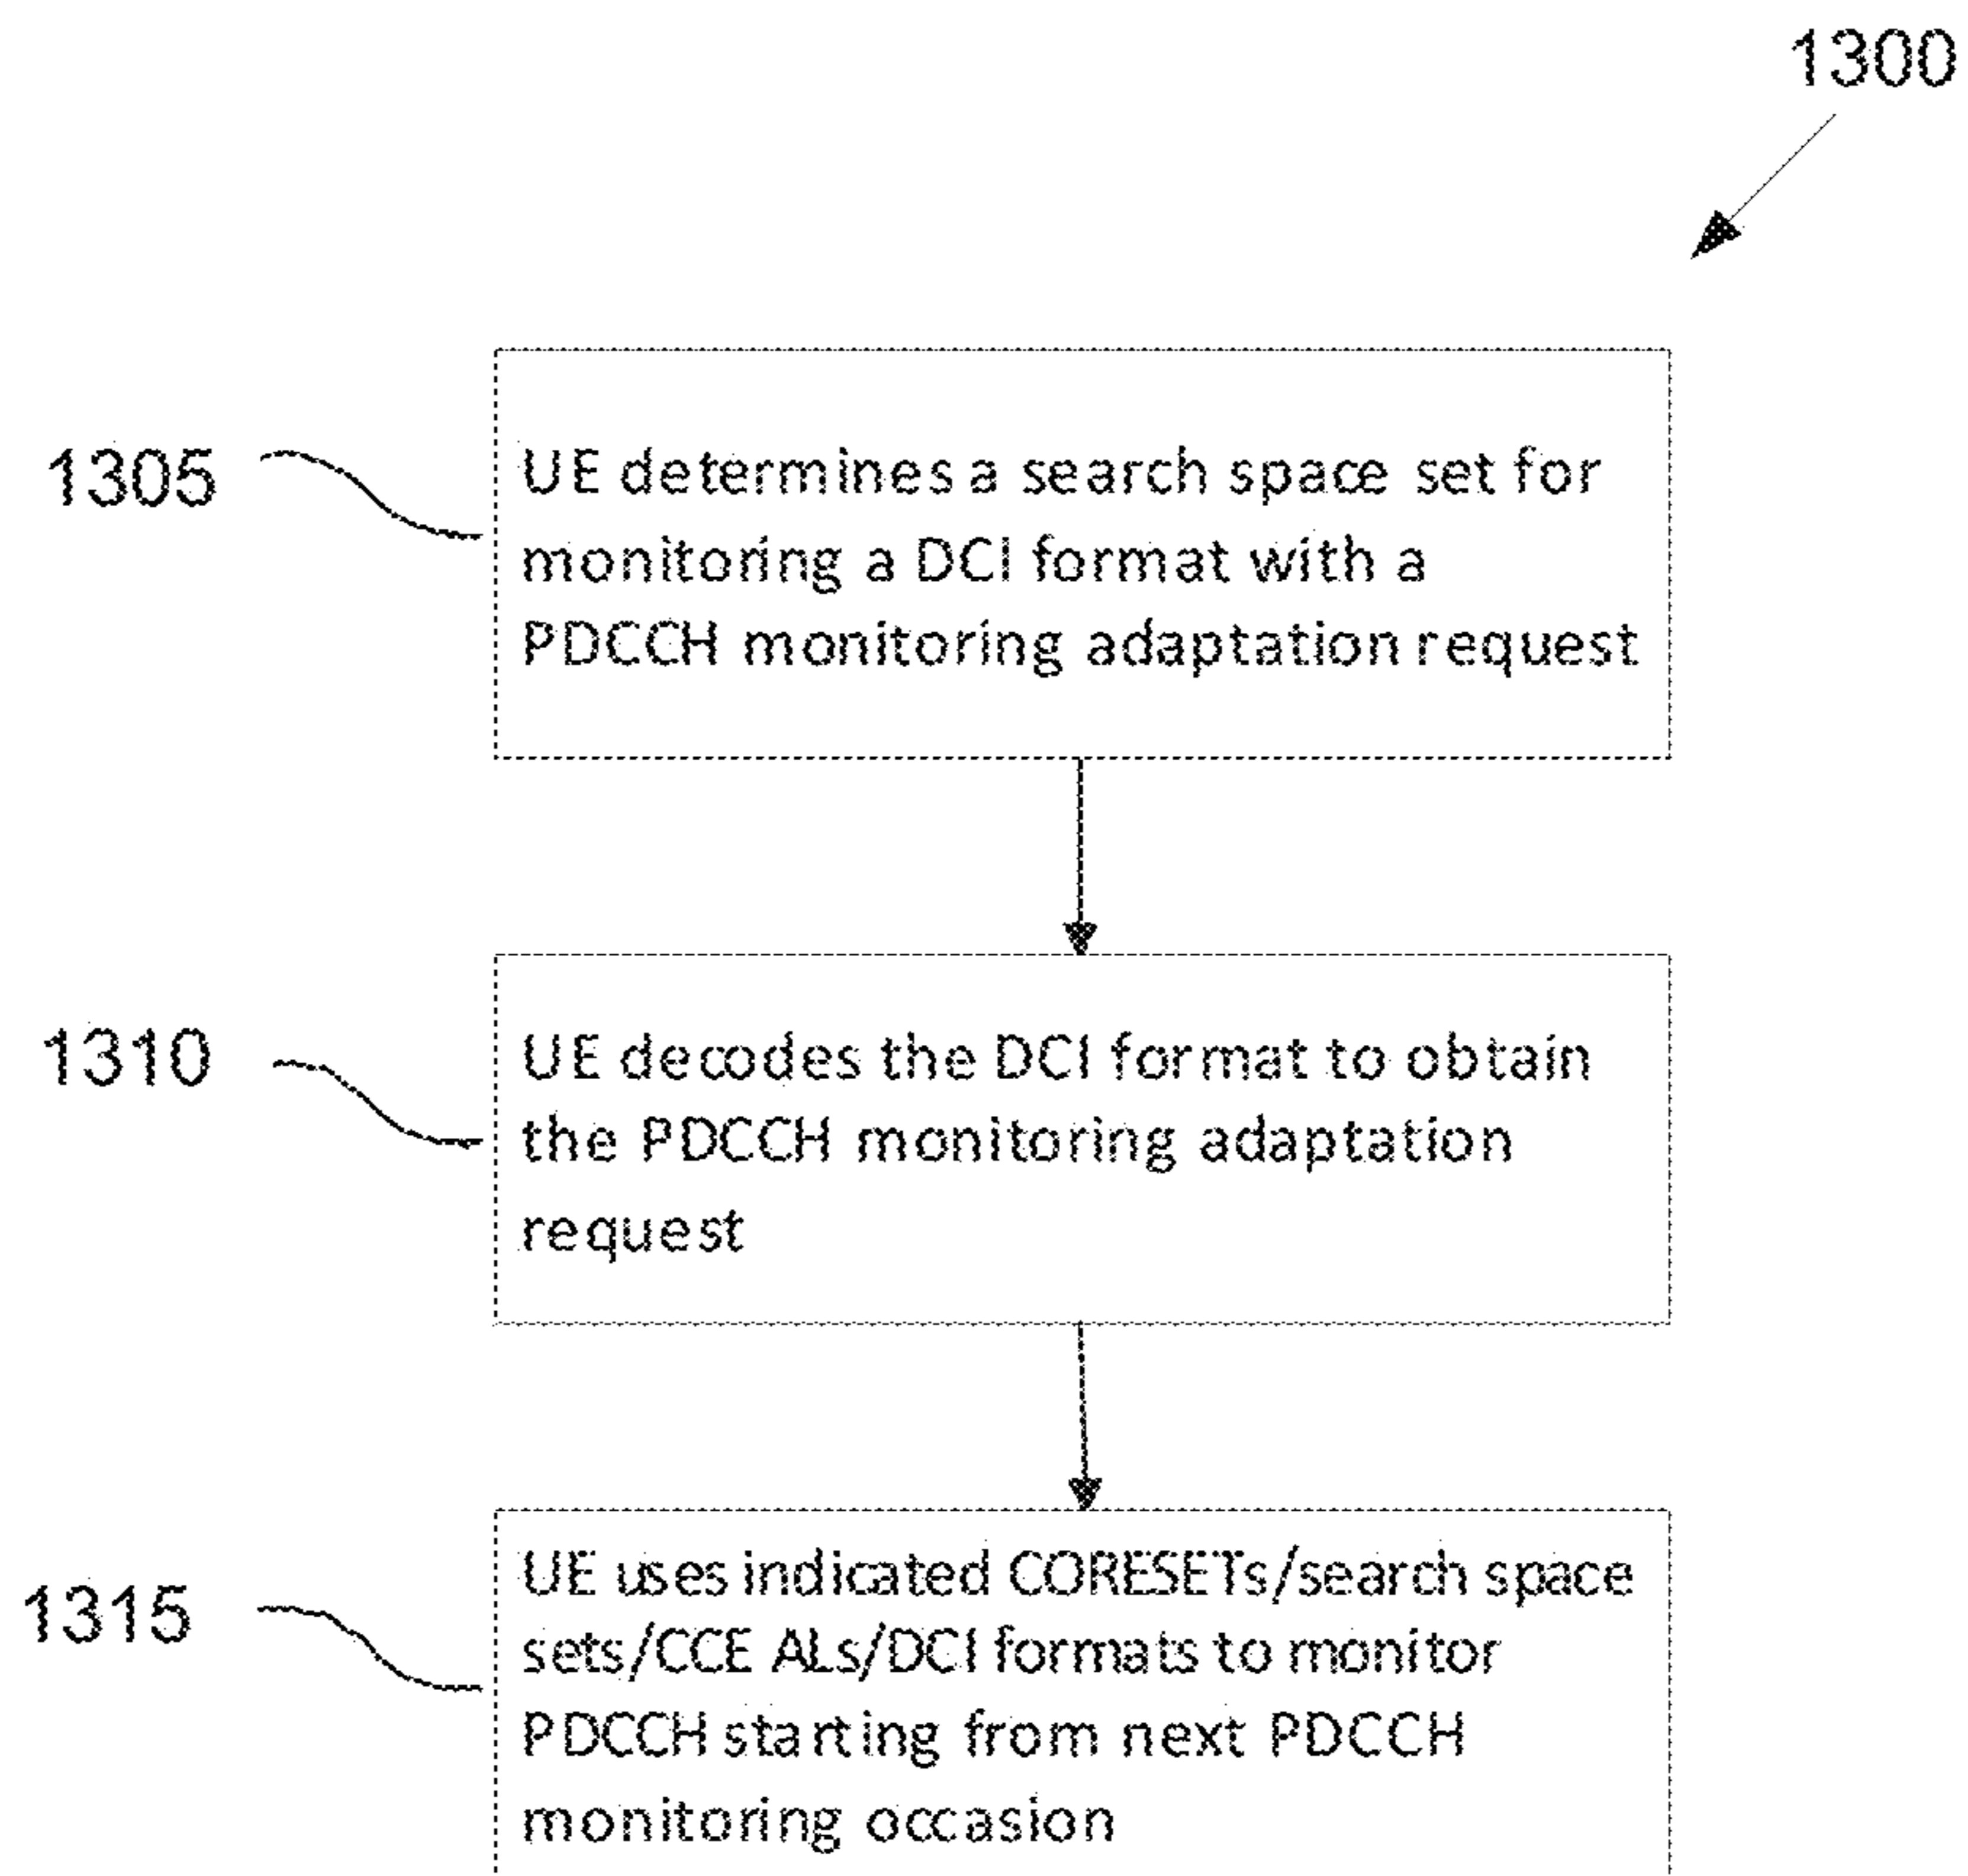 1300
1305
UE determines a search space set for
monitoring a DCI format with a
PDCCH monitoring adaptation request
1310
UE decodes the DCI format to obtain
the PDCCH monitoring adaptation
request
1315
UE uses indicated CORESETs/search space
sets/CCE ALs/DCI formats to monitor
PDCCH starting from next PDCCH
monitoring occasion